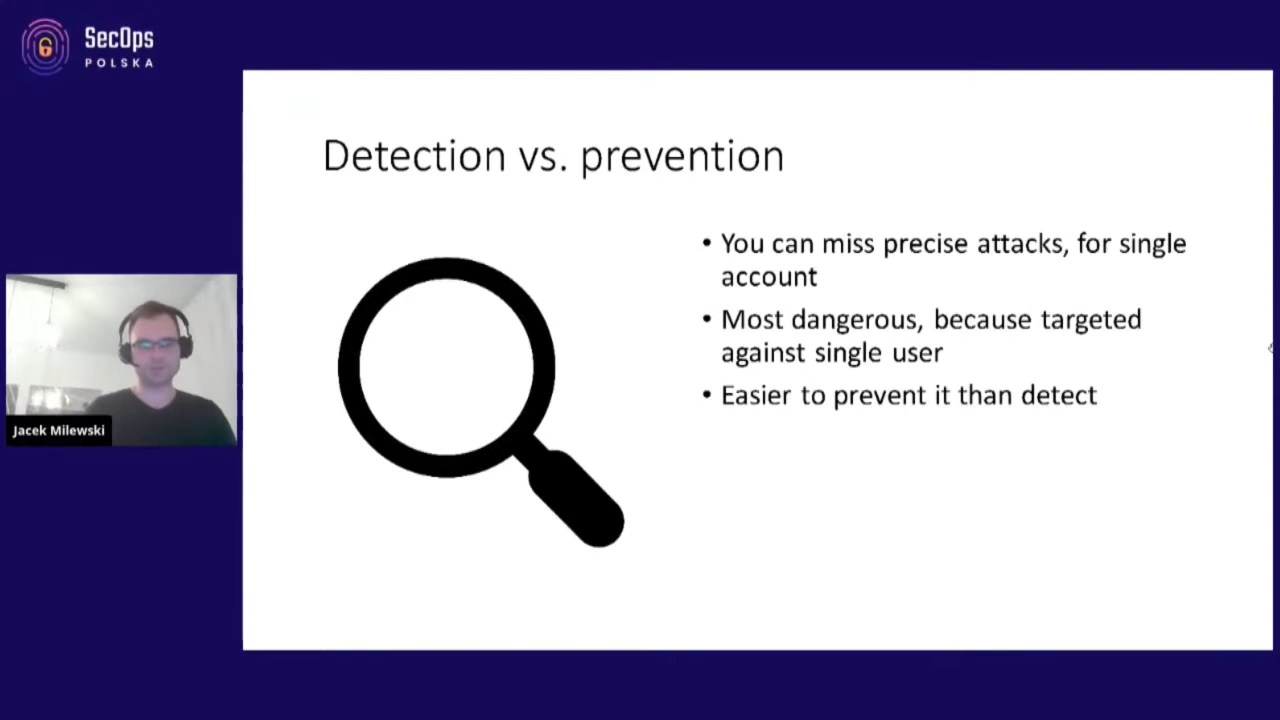 SecOps
POLSKA
Detection vs. prevention
• You can miss precise attacks, for single
account
• Most dangerous, because targeted
against single user
• Easier to prevent it than detect
Jacek Milewski